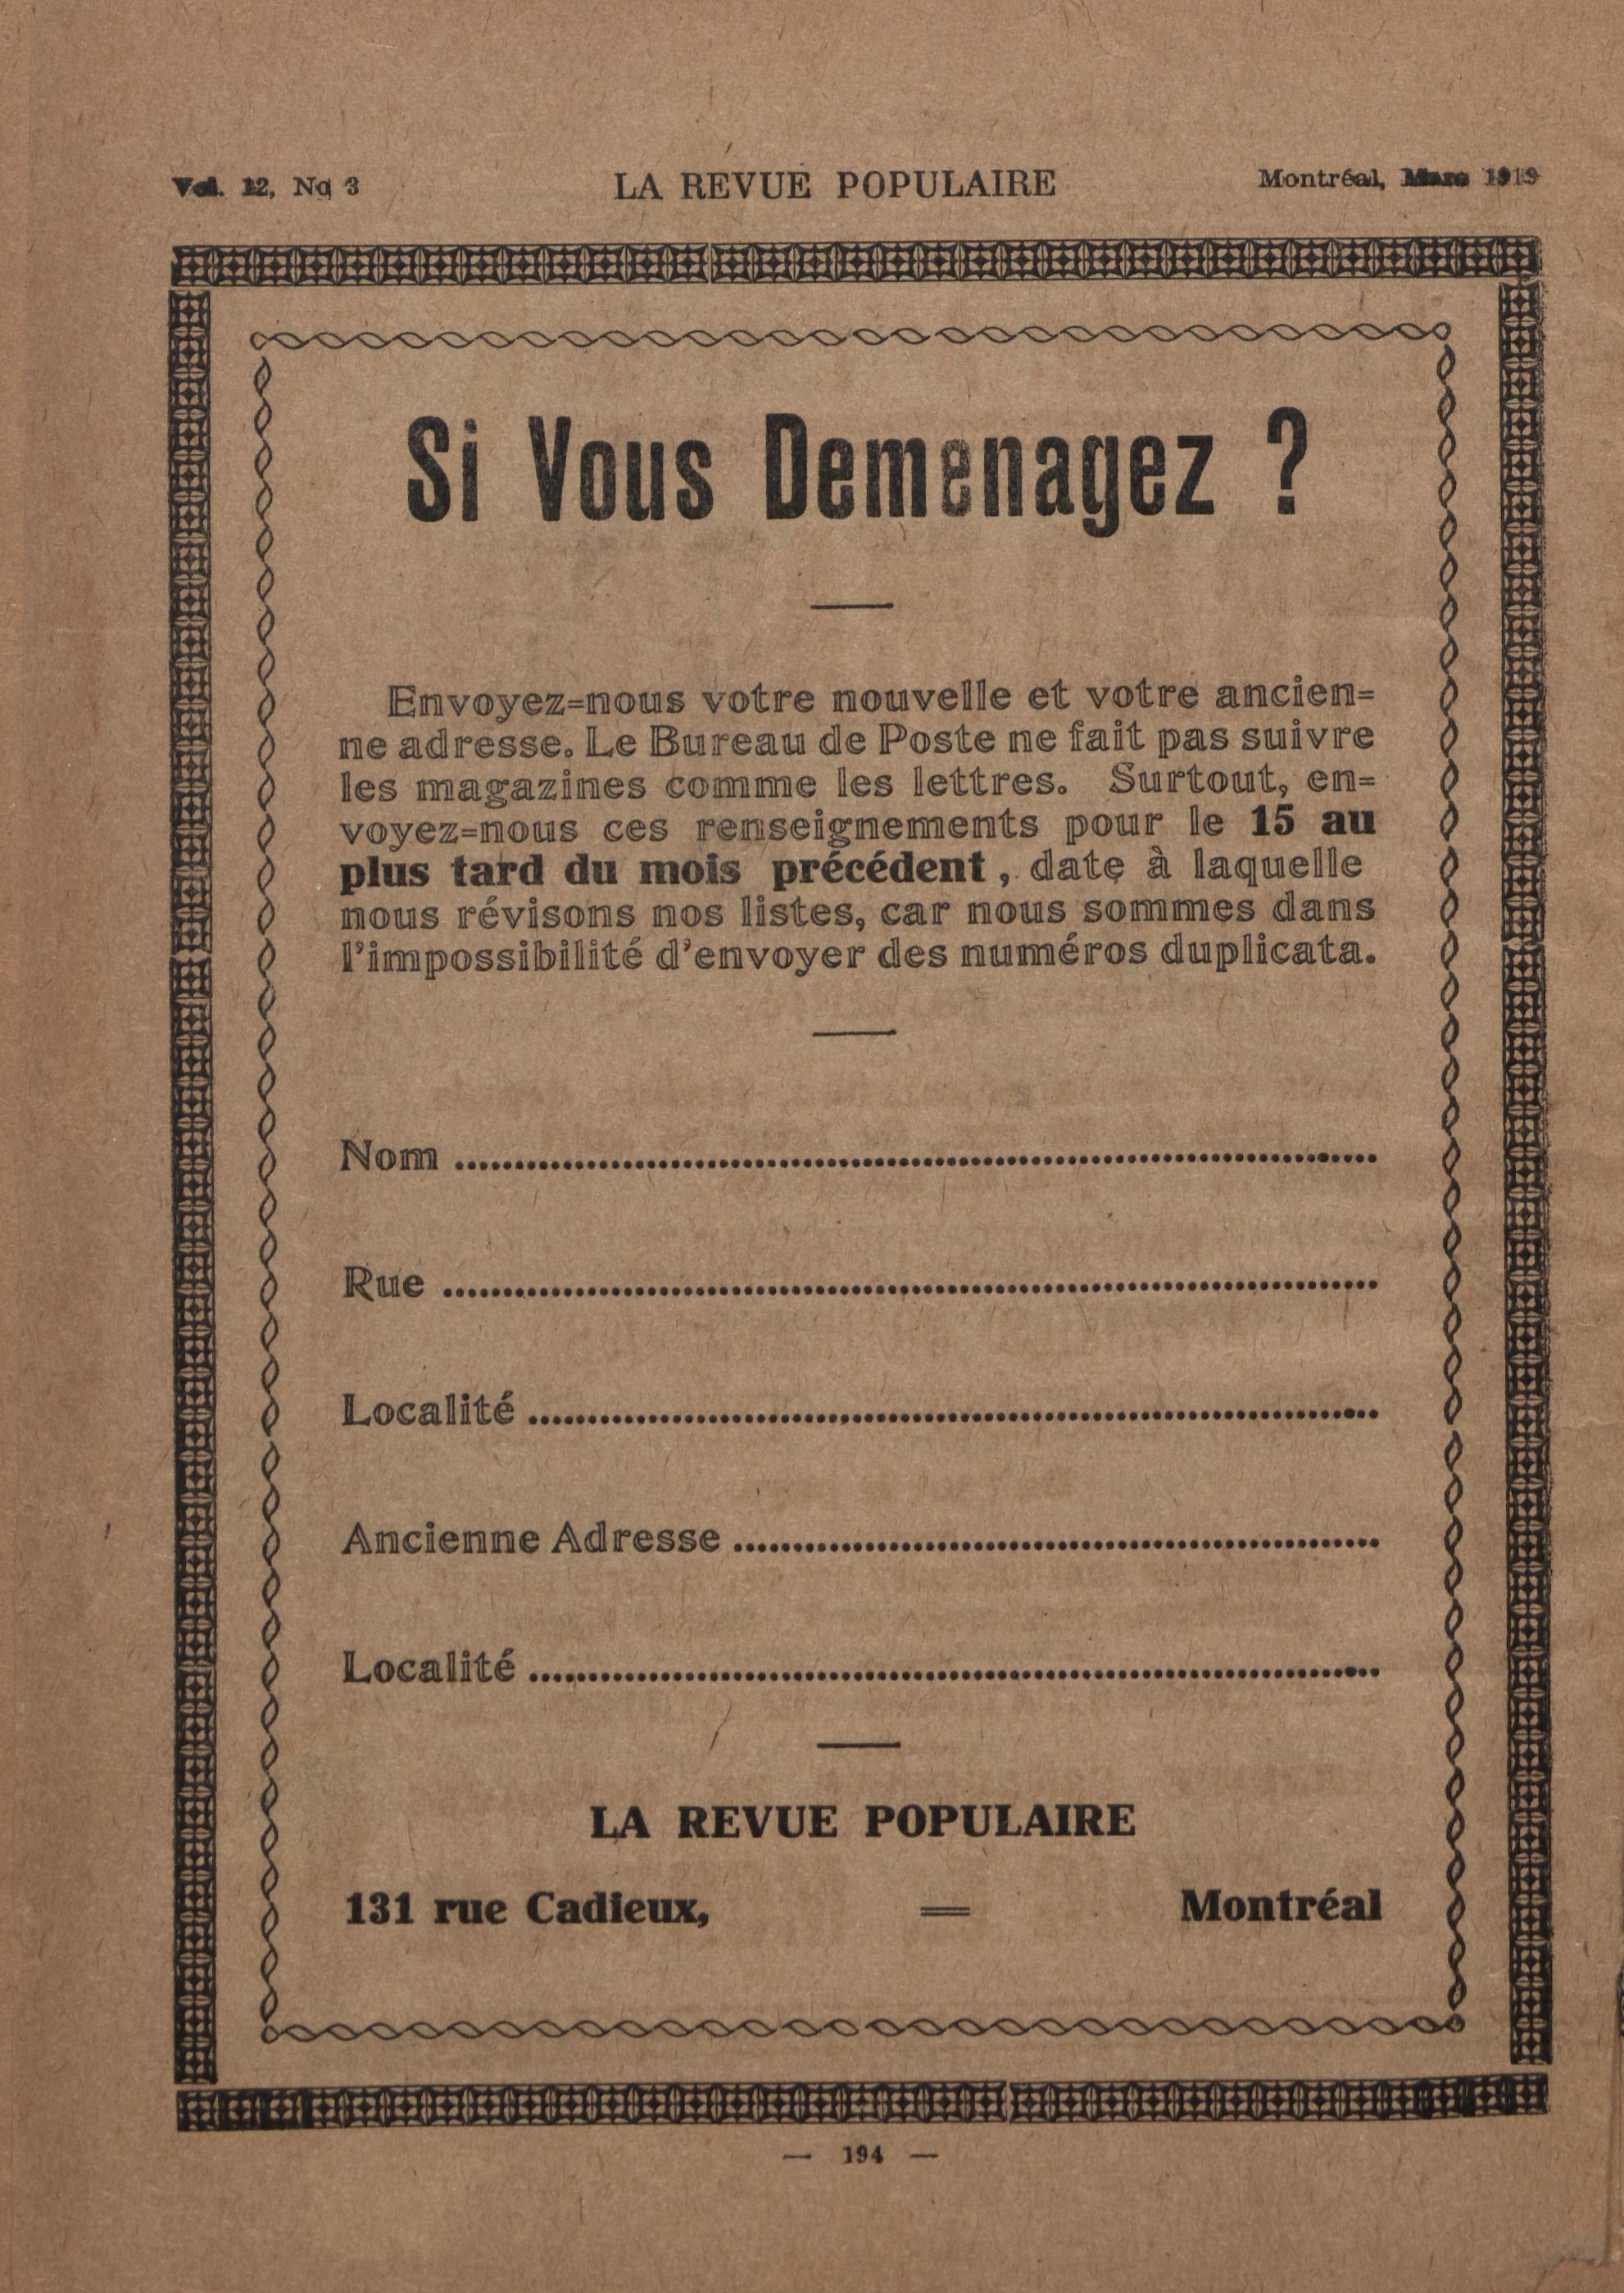 Vol. 12, No 3 LA REVUE POPULAIRE Montréal, Mars 1919
Si Vous Demenagez ?
Envoyez=nous votre nouvelle et votre ancien=
ne adresse. Le Bureau de Poste ne fait pas suivre
les magazines comme les lettres. Surtout, en=
voyez=nous ces renseignements pour le 15 au
plus tard du mois précédent, date à laquelle
nous révisons nos listes, car nous sommes dans
l'impossibilité d'envoyer des numéros duplicata.
Nom ........................................
Rue ........................................
Localité ........................................
Ancienne Adresse ........................................
Localité ........................................
LA REVUE POPULAIRE
131 rue Cadieux, = Montréal
— 194 —